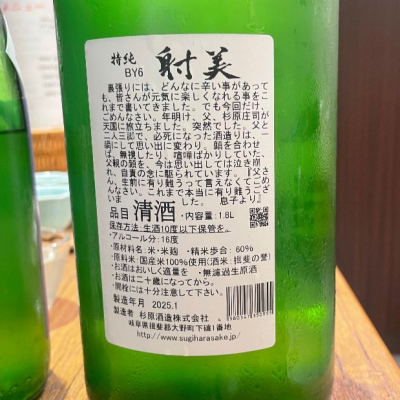 特純
BY6
射美
裏張りには、どんなに辛い事があって
も、皆さんが元気に楽しくなれる事をこ
れまで書いてきました。でも今回だけ、
ごめんなさい。年明け、父、杉原庄司が
天国に旅立ちました。突然でした。父と
二人三脚で、必死になった酒造りは、一
瞬にして思い出に変わり、顔を合わせ
ば、無視したり、喧嘩ばかりしていた、
父親の顔を、今は思い出しては泣き崩
れ、自責の念に駆られています。『父さ
ん、生前に有り難うって言えなくてごめ
んなさい。これまで本当に有り難うござい
ました。 息子より』
品目 清酒 ・内容量:1.8L
保存方法:生酒10度以下保管を。
・アルコール分:16度
・原材料名:米・米麹 ・精米歩合:60%
・原料米:国産米100%使用(酒米:揖斐の誉)
・お酒はおいしく適量を ・無濾過生原酒
・お酒は二十歳になってから。
・開栓には十分注意して下さい。
製造年月 2025.1
製造者 杉原酒造株式会社
岐阜県揖斐郡大野町下磯1番地
http://www.sugiharasake.jp/